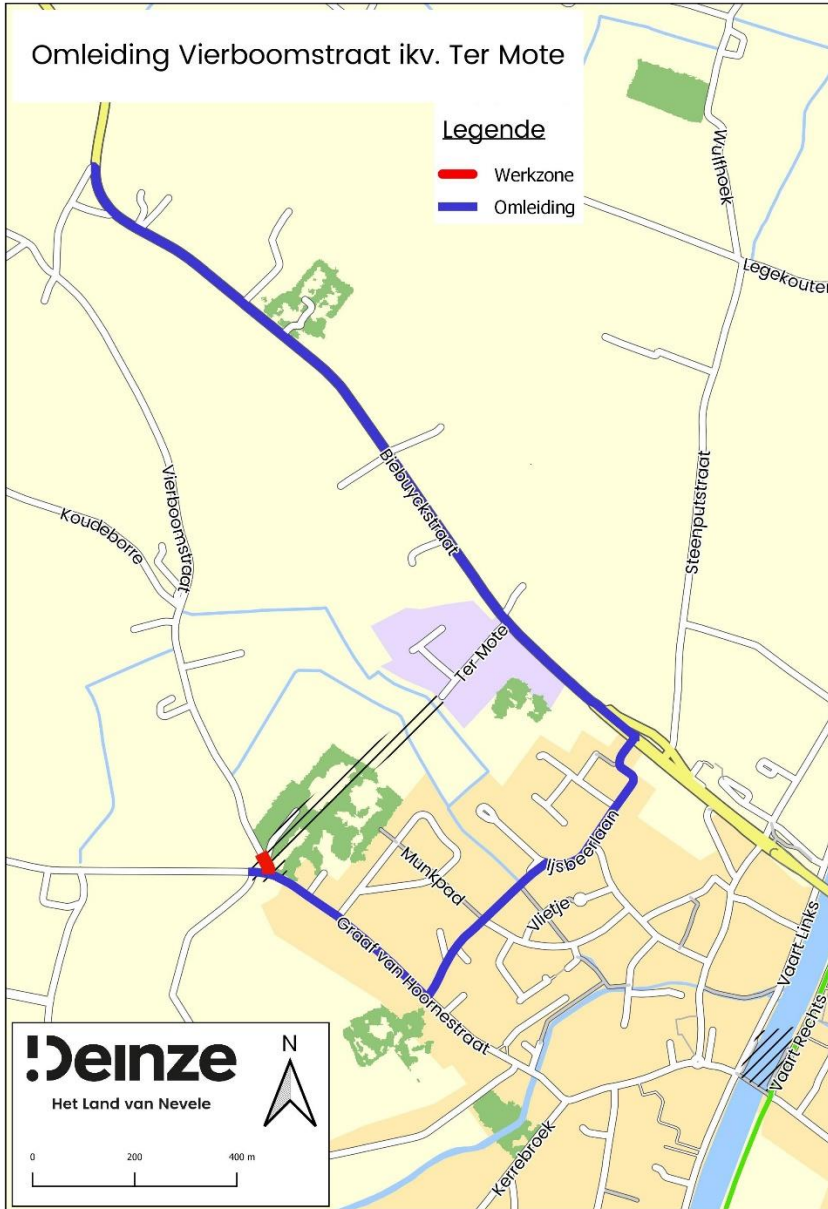 Omleiding Vierboomstraat ikv. Ter Mote
Legende
Werkzone
Omleiding
Wulfhoek
Legekouter
Steenputstraat
Vierboomstraat
Koudeborre
Biebuyckstraat
Ter Mote
Ijsbeerlaan
Munkpad
Vlietje
Graaf van Hoornestraat
Vaart Links
Vaart Rechts
Kerrebroek
Deinze
Het Land van Nevele
N
0 200 400 m